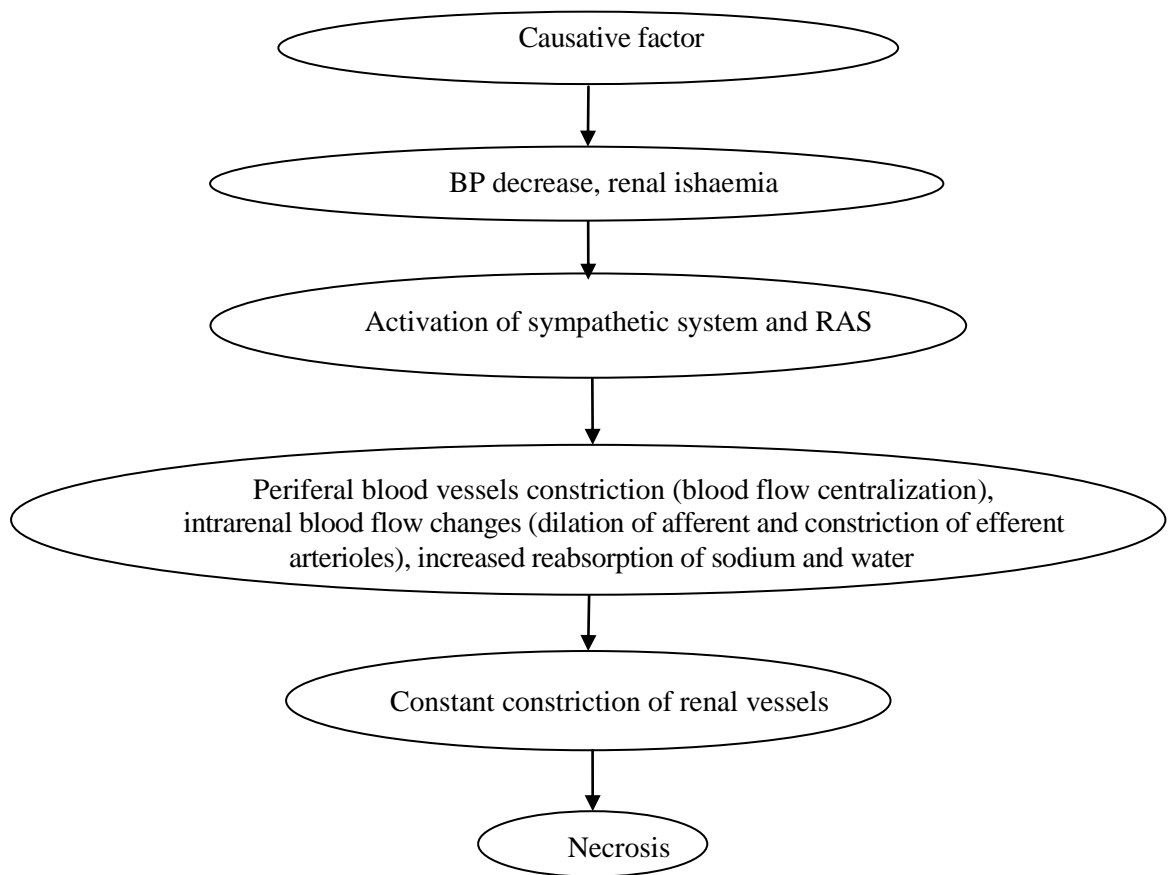 Causative factor
BP decrease, renal ishaemia
Activation of sympathetic system and RAS
Periferal blood vessels constriction (blood flow centralization),
intrarenal blood flow changes (dilation of afferent and constriction of efferent
arterioles), increased reabsorption of sodium and water
Constant constriction of renal vessels
Necrosis